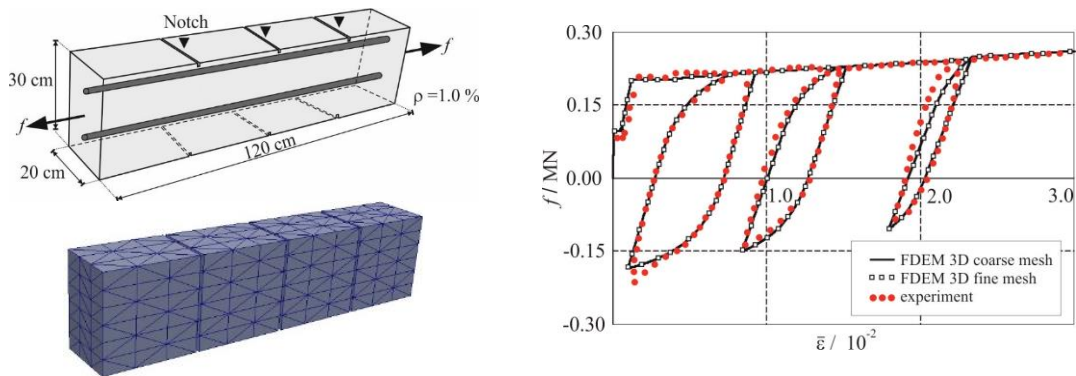 Notch
f
30 cm
ρ =1.0 %
f
20 cm
120 cm
0.30
0.15
0.00
-0.15
-0.30
f / MN
1.0
2.0
3.0
FDEM 3D coarse mesh
FDEM 3D fine mesh
experiment
ε̄ / 10⁻²